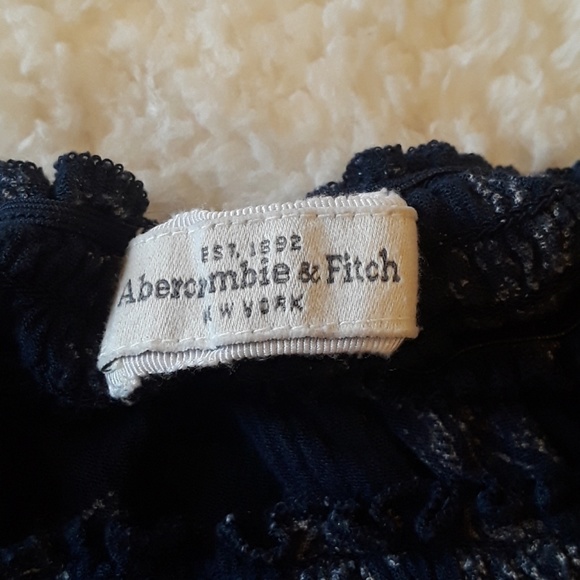 EST. 1892
Abercrombie & Fitch
NEW YORK